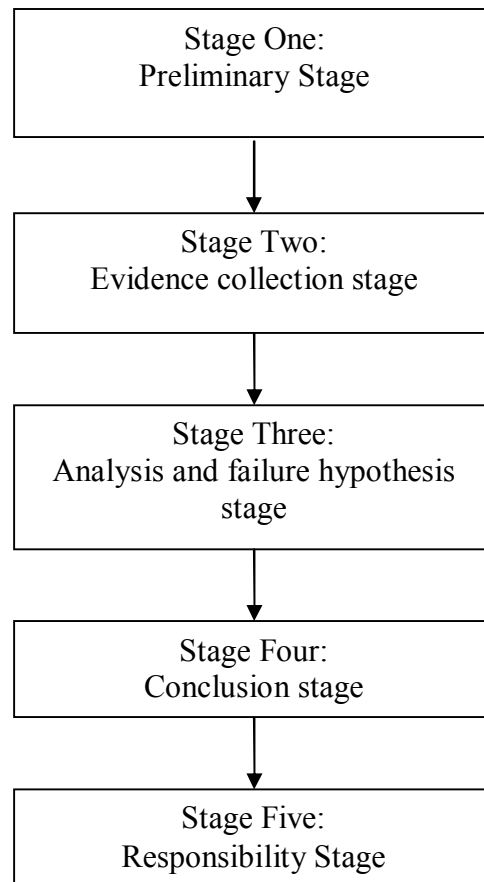 Stage One:
Preliminary Stage
Stage Two:
Evidence collection stage
Stage Three:
Analysis and failure hypothesis
stage
Stage Four:
Conclusion stage
Stage Five:
Responsibility Stage